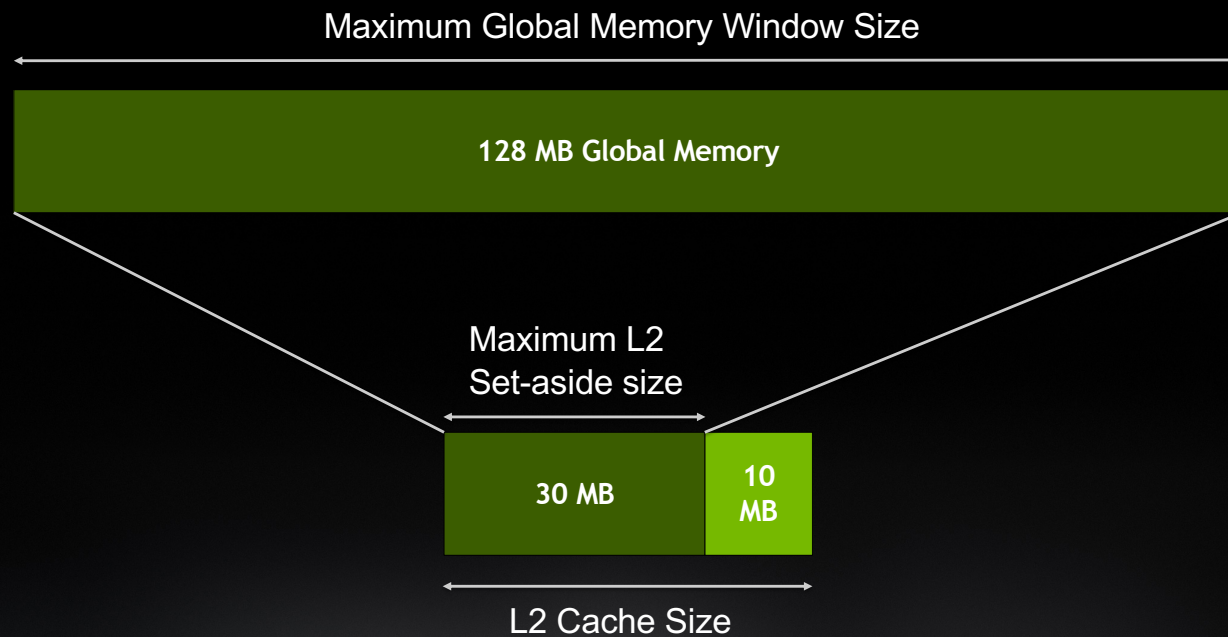 Maximum Global Memory Window Size
128 MB Global Memory
Maximum L2
Set-aside size
30 MB
10
MB
L2 Cache Size